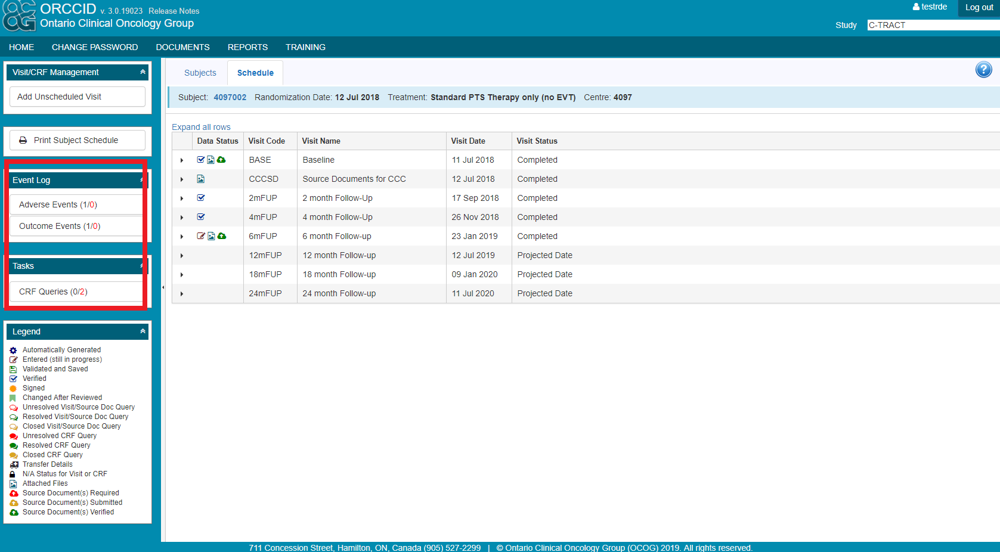 ORCCID v. 3.0.19023 Release Notes
Ontario Clinical Oncology Group
testrde
Log out
Study C-TRACT
HOME CHANGE PASSWORD DOCUMENTS REPORTS TRAINING
Visit/CRF Management
Add Unscheduled Visit
Print Subject Schedule
Event Log
Adverse Events (1/0)
Outcome Events (1/0)
Tasks
CRF Queries (0/2)
Legend
Automatically Generated
Entered (still in progress)
Validated and Saved
Verified
Signed
Changed After Reviewed
Unresolved Visit/Source Doc Query
Resolved Visit/Source Doc Query
Closed Visit/Source Doc Query
Unresolved CRF Query
Resolved CRF Query
Closed CRF Query
Transfer Details
N/A Status for Visit or CRF
Attached Files
Source Document(s) Required
Source Document(s) Submitted
Source Document(s) Verified
Subjects Schedule
?
Subject: 4097002 Randomization Date: 12 Jul 2018 Treatment: Standard PTS Therapy only (no EVT) Centre: 4097
Expand all rows
Data Status Visit Code Visit Name Visit Date Visit Status
BASE Baseline 11 Jul 2018 Completed
CCCSD Source Documents for CCC 12 Jul 2018 Completed
2mFUP 2 month Follow-Up 17 Sep 2018 Completed
4mFUP 4 month Follow-Up 26 Nov 2018 Completed
6mFUP 6 month Follow-up 23 Jan 2019 Completed
12mFUP 12 month Follow-up 12 Jul 2019 Projected Date
18mFUP 18 month Follow-up 09 Jan 2020 Projected Date
24mFUP 24 month Follow-up 11 Jul 2020 Projected Date
711 Concession Street, Hamilton, ON, Canada (905) 527-2299 | © Ontario Clinical Oncology Group (OCOG) 2019. All rights reserved.